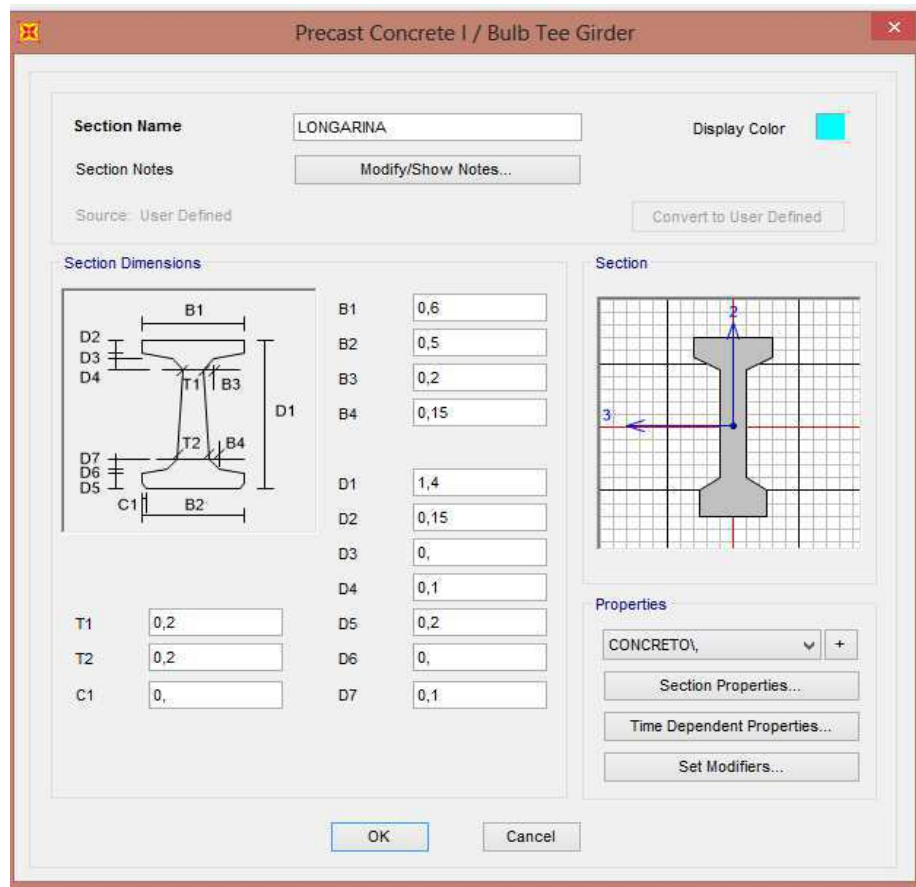 Precast Concrete I / Bulb Tee Girder
Section Name LONGARINA Display Color
Section Notes Modify/Show Notes...
Source: User Defined Convert to User Defined
Section Dimensions
B1
D2
D3
D4
T1 B3
D1
T2 B4
D7
D6
D5
C1 B2
B1 0,6
B2 0,5
B3 0,2
B4 0,15
D1 1,4
D2 0,15
D3 0,
D4 0,1
T1 0,2 D5 0,2
T2 0,2 D6 0,
C1 0, D7 0,1
Section
2
3
Properties
CONCRETO\, +
Section Properties...
Time Dependent Properties...
Set Modifiers...
OK Cancel